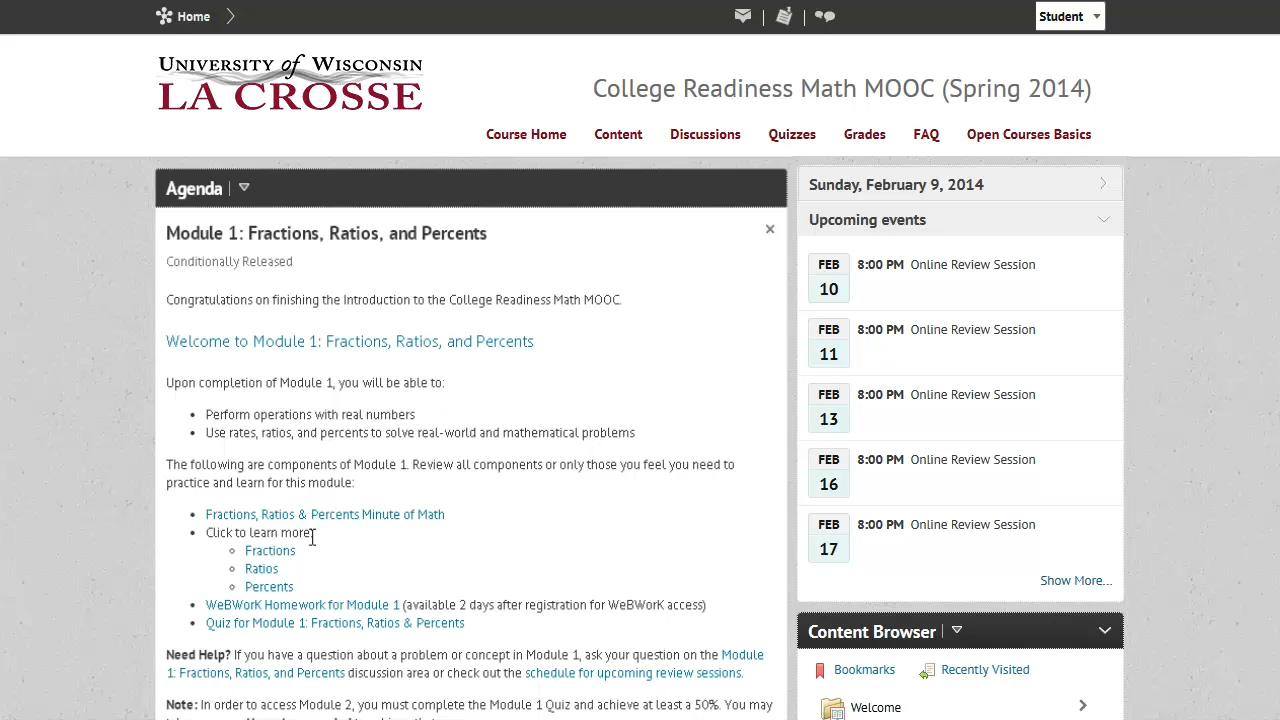 Home
Student
UNIVERSITY of WISCONSIN
LA CROSSE
College Readiness Math MOOC (Spring 2014)
Course Home
Content
Discussions
Quizzes
Grades
FAQ
Open Courses Basics
Agenda
Module 1: Fractions, Ratios, and Percents
Conditionally Released
Congratulations on finishing the Introduction to the College Readiness Math MOOC.
Welcome to Module 1: Fractions, Ratios, and Percents
Upon completion of Module 1, you will be able to:
Perform operations with real numbers
Use rates, ratios, and percents to solve real-world and mathematical problems
The following are components of Module 1. Review all components or only those you feel you need to
practice and learn for this module:
Fractions, Ratios & Percents Minute of Math
Click to learn more
Fractions
Ratios
Percents
WeBWorK Homework for Module 1 (available 2 days after registration for WeBWorK access)
Quiz for Module 1: Fractions, Ratios & Percents
Need Help? If you have a question about a problem or concept in Module 1, ask your question on the Module
1: Fractions, Ratios, and Percents discussion area or check out the schedule for upcoming review sessions.
Note: In order to access Module 2, you must complete the Module 1 Quiz and achieve at least a 50%. You may
Sunday, February 9, 2014
Upcoming events
FEB
10
8:00 PM Online Review Session
FEB
11
8:00 PM Online Review Session
FEB
13
8:00 PM Online Review Session
FEB
16
8:00 PM Online Review Session
FEB
17
8:00 PM Online Review Session
Show More...
Content Browser
Bookmarks
Recently Visited
Welcome